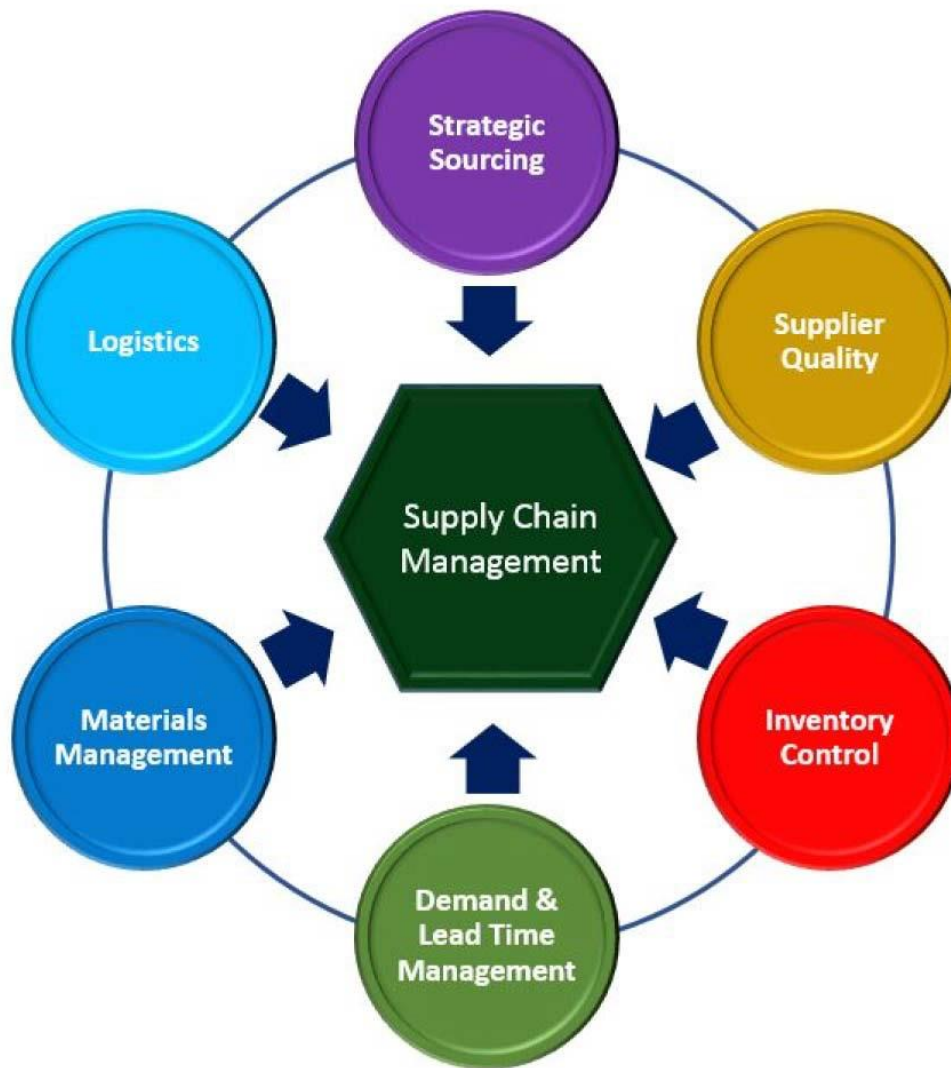 Strategic
Sourcing
Logistics
Supplier
Quality
Supply Chain
Management
Materials
Management
Inventory
Control
Demand &
Lead Time
Management